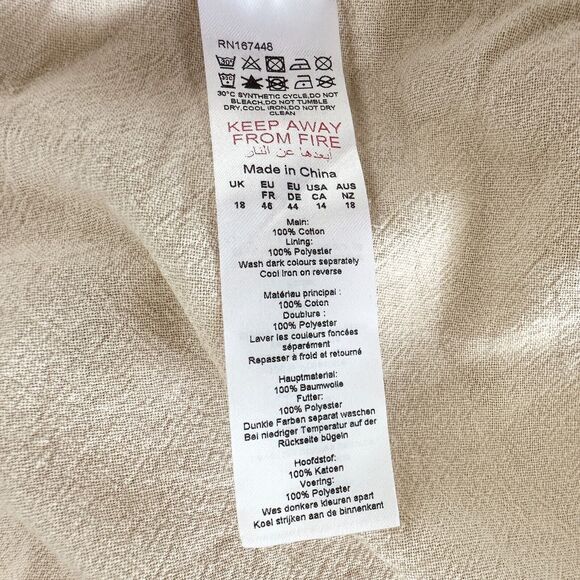 RN167448
30°C SYNTHETIC CYCLE,DO NOT
BLEACH,DO NOT TUMBLE
DRY,COOL IRON,DO NOT DRY
CLEAN
KEEP AWAY
FROM FIRE
أبعدها عن النار
Made in China
UK EU EU USA AUS
FR DE CA NZ
18 46 44 14 18
Main:
100% Cotton
Lining:
100% Polyester
Wash dark colours separately
Cool iron on reverse
Matériau principal :
100% Coton
Doublure :
100% Polyester
Laver les couleurs foncées
séparément
Repasser à froid et retourné
Hauptmaterial:
100% Baumwolle
Futter:
100% Polyester
Dunkle Farben separat waschen
Bei niedriger Temperatur auf der
Rückseite bügeln
Hoofdstof:
100% Katoen
Voering:
100% Polyester
Was donkere kleuren apart
Koel strijken aan de binnenkant